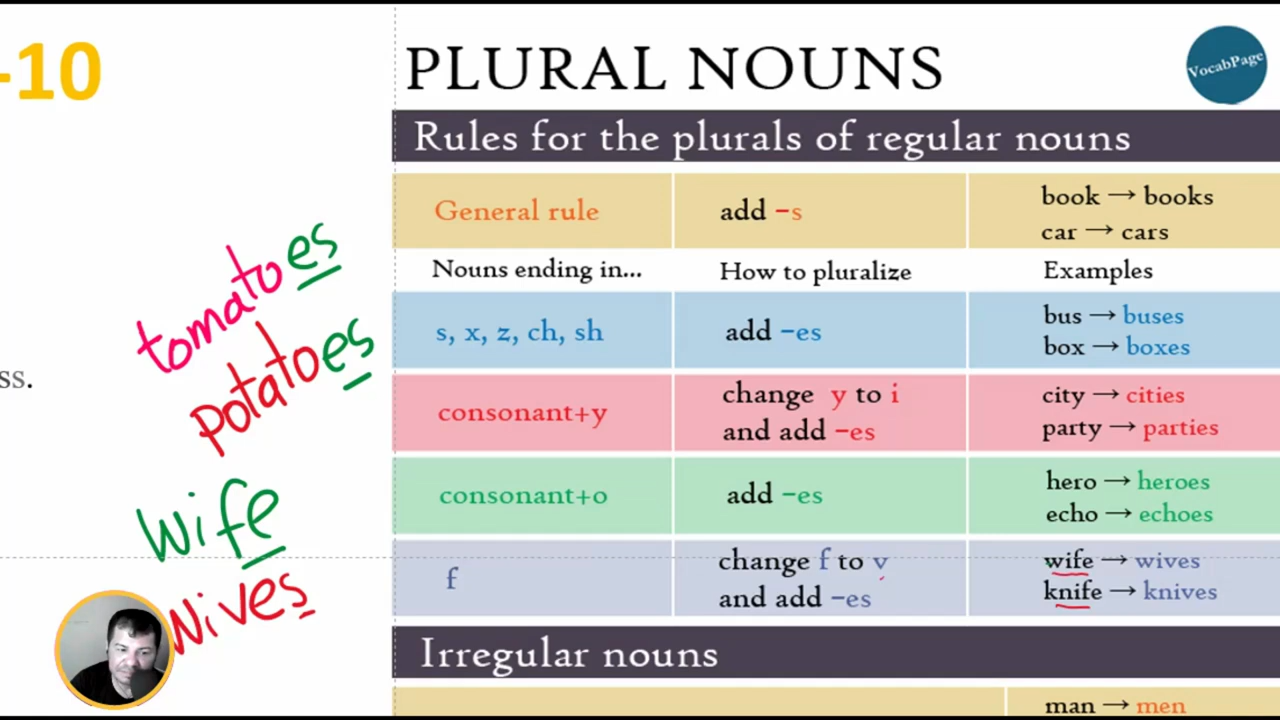 -10
PLURAL NOUNS
VocabPage
Rules for the plurals of regular nouns
General rule
add -s
book → books
car → cars
Nouns ending in...
How to pluralize
Examples
s, x, z, ch, sh
add -es
bus → buses
box → boxes
consonant+y
change y to i
and add -es
city → cities
party → parties
consonant+o
add -es
hero → heroes
echo → echoes
f
change f to v
and add -es
wife → wives
knife → knives
Irregular nouns
man → men
tomatoes
potatoes
ss.
wife
wives